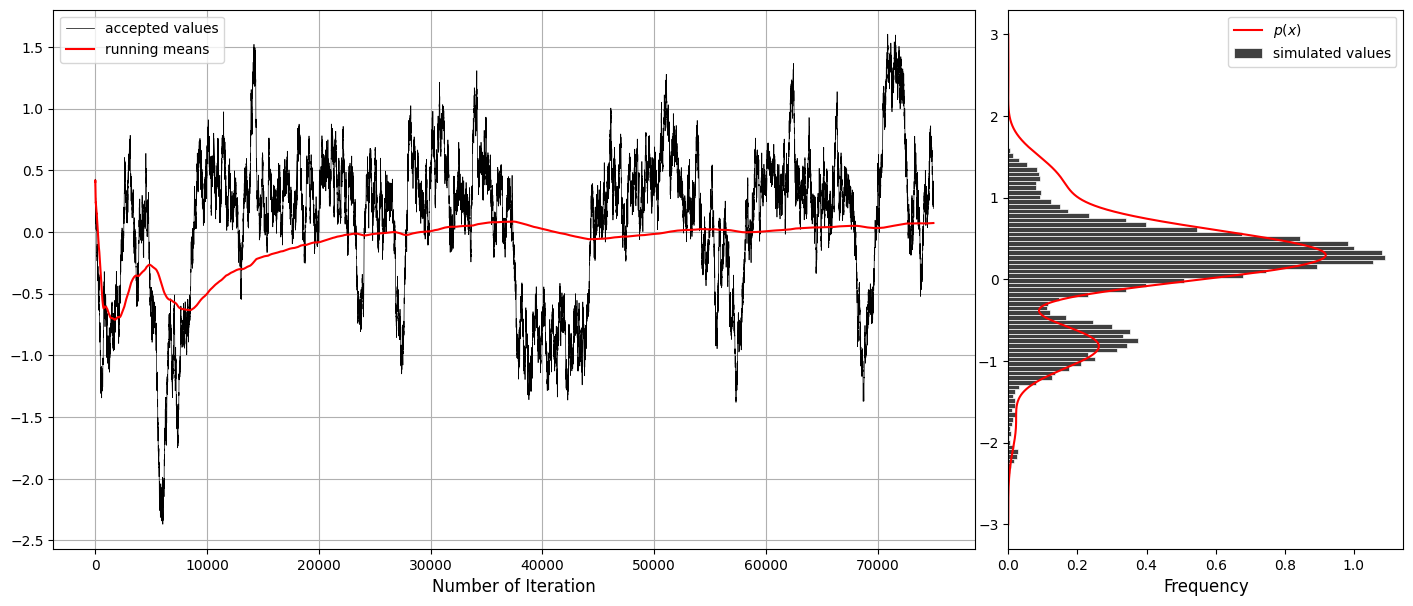 accepted values
running means
1.5
1.0
0.5
0.0
−0.5
−1.0
−1.5
−2.0
−2.5
0 10000 20000 30000 40000 50000 60000 70000
Number of Iteration
p(x)
simulated values
3
2
1
0
−1
−2
−3
0.0 0.2 0.4 0.6 0.8 1.0
Frequency